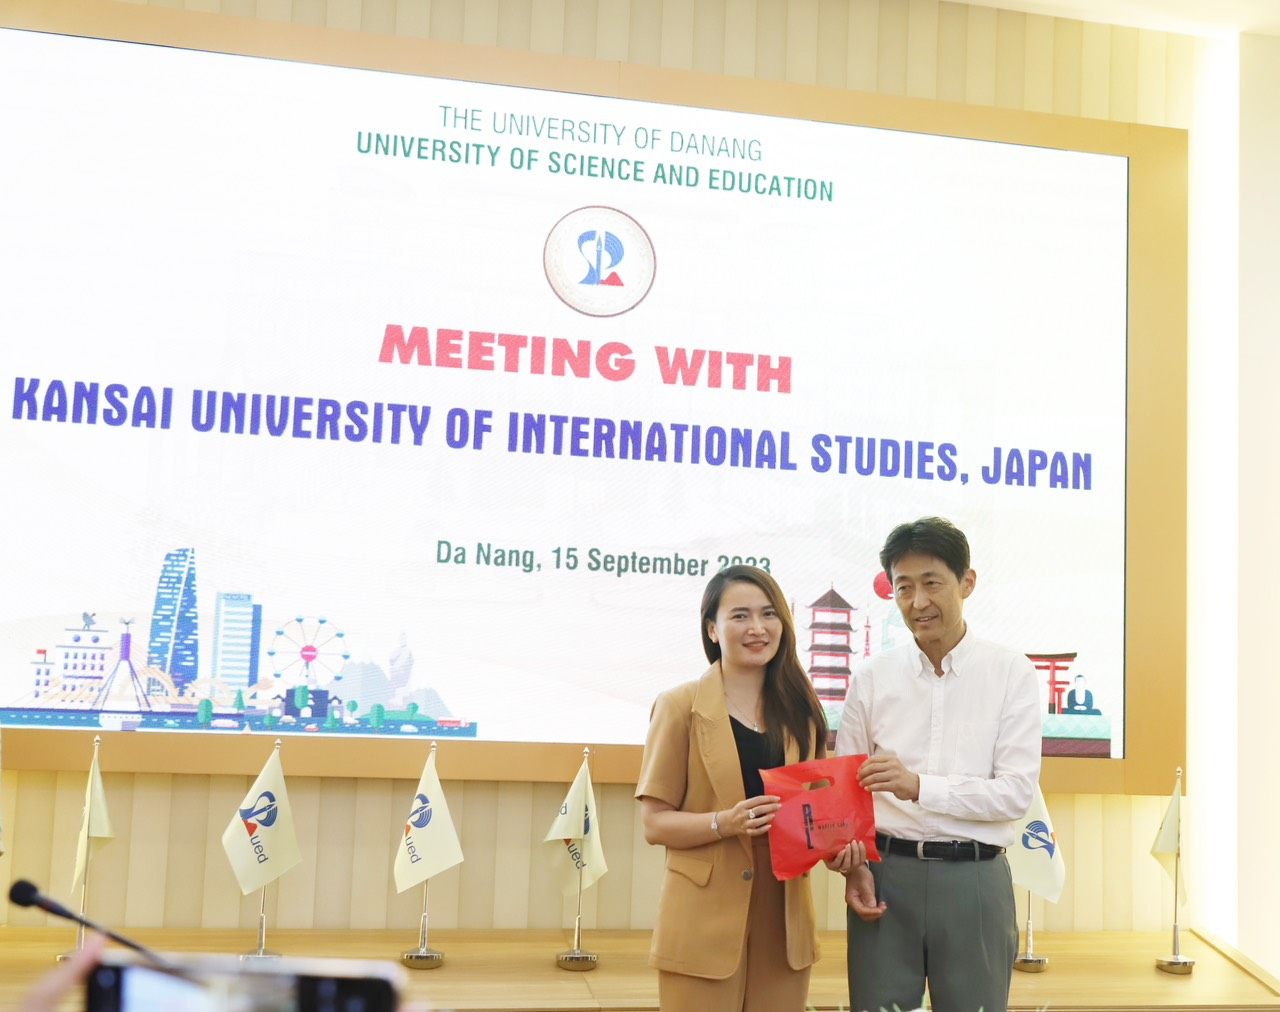 THE UNIVERSITY OF DANANG
UNIVERSITY OF SCIENCE AND EDUCATION
MEETING WITH
KANSAI UNIVERSITY OF INTERNATIONAL STUDIES, JAPAN
Da Nang, 15 September 2023
ued
ued
ued